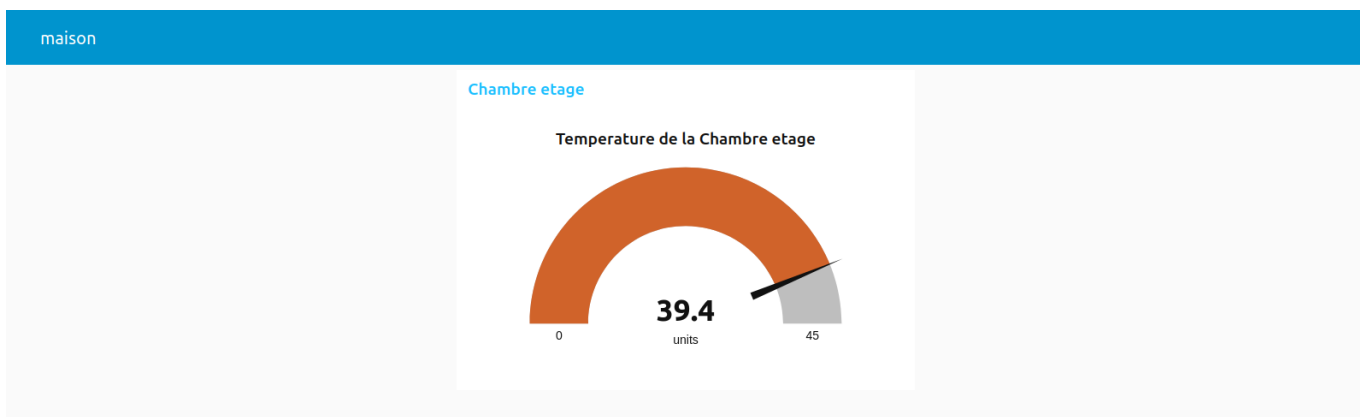 maison
Chambre etage
Temperature de la Chambre etage
39.4
units
0
45